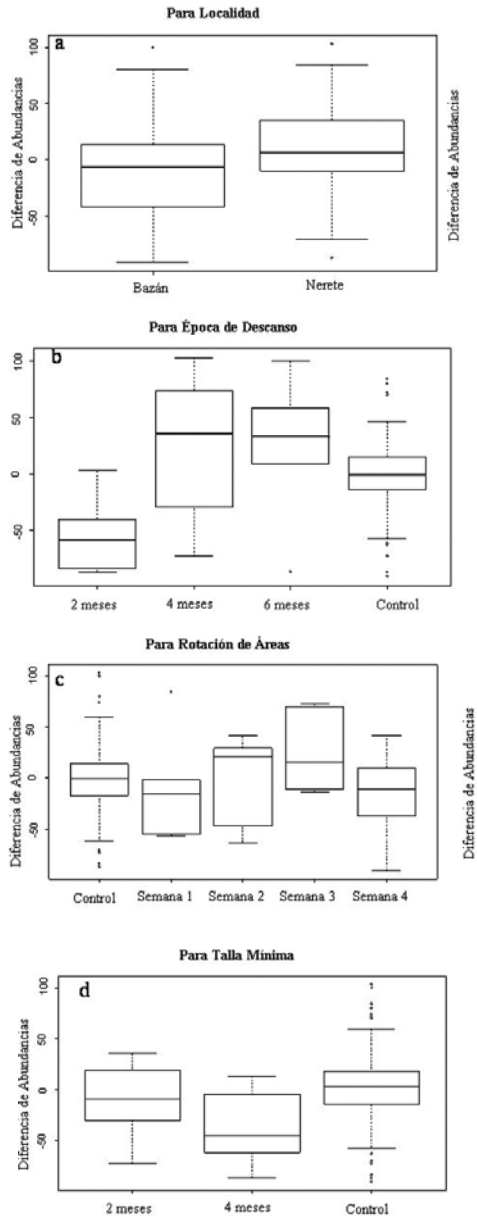 Para Localidad
a
Diferencia de Abundancias
100
50
0
-50
Bazán
Nerete
Diferencia de Abundancias
Para Época de Descanso
b
Diferencia de Abundancias
100
50
0
-50
2 meses
4 meses
6 meses
Control
Para Rotación de Áreas
c
Diferencia de Abundancias
100
50
0
-50
Control
Semana 1
Semana 2
Semana 3
Semana 4
Diferencia de Abundancias
Para Talla Mínima
d
Diferencia de Abundancias
100
50
0
-50
2 meses
4 meses
Control